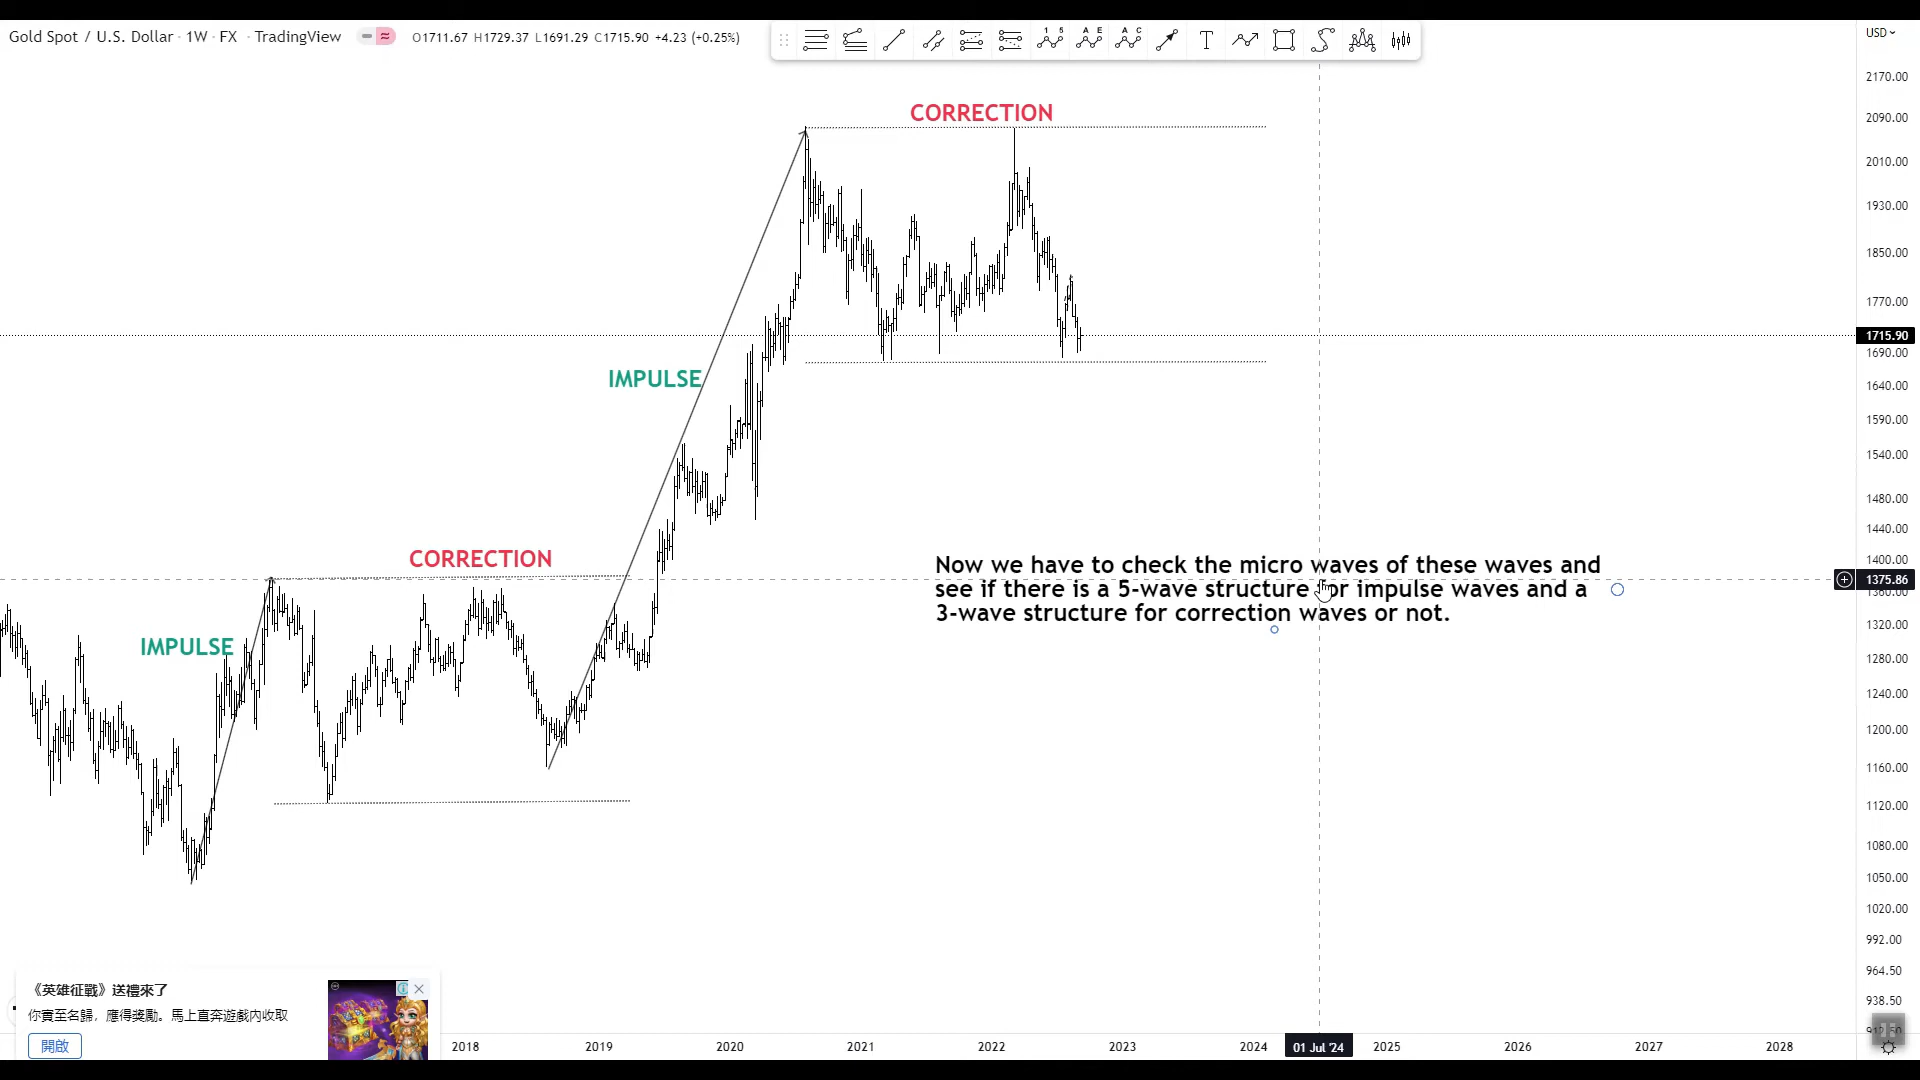 Gold Spot / U.S. Dollar · 1W · FX · TradingView
O1711.67 H1729.37 L1691.29 C1715.90 +4.23 (+0.25%)
USD
2170.00
CORRECTION
2090.00
2010.00
1930.00
1850.00
1770.00
1715.90
1690.00
IMPULSE
1640.00
1590.00
1540.00
1480.00
1440.00
CORRECTION
1400.00
Now we have to check the micro waves of these waves and
see if there is a 5-wave structure for impulse waves and a
3-wave structure for correction waves or not.
1375.86
1360.00
1320.00
IMPULSE
1280.00
1240.00
1200.00
1160.00
1120.00
1080.00
1050.00
1020.00
992.00
964.50
938.50
《英雄征戰》送禮來了
你實至名歸，應得獎勵。馬上直奔遊戲內收取
開啟
2018 2019 2020 2021 2022 2023 2024 01 Jul '24 2025 2026 2027 2028